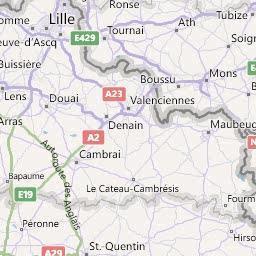 Ronse
Tubize
Lille
Ath
E429
Tournai
euve-d'Ascq
Soign
Buissière
Mons
Boussu
Lens
A23
Douai
Valenciennes
Arras
Denain
Maubeug
A2
Cambrai
Autoroute des Anglais
Bapaume
Le Cateau-Cambrésis
E19
Fourm
Péronne
Hirso
A29
St.-Quentin